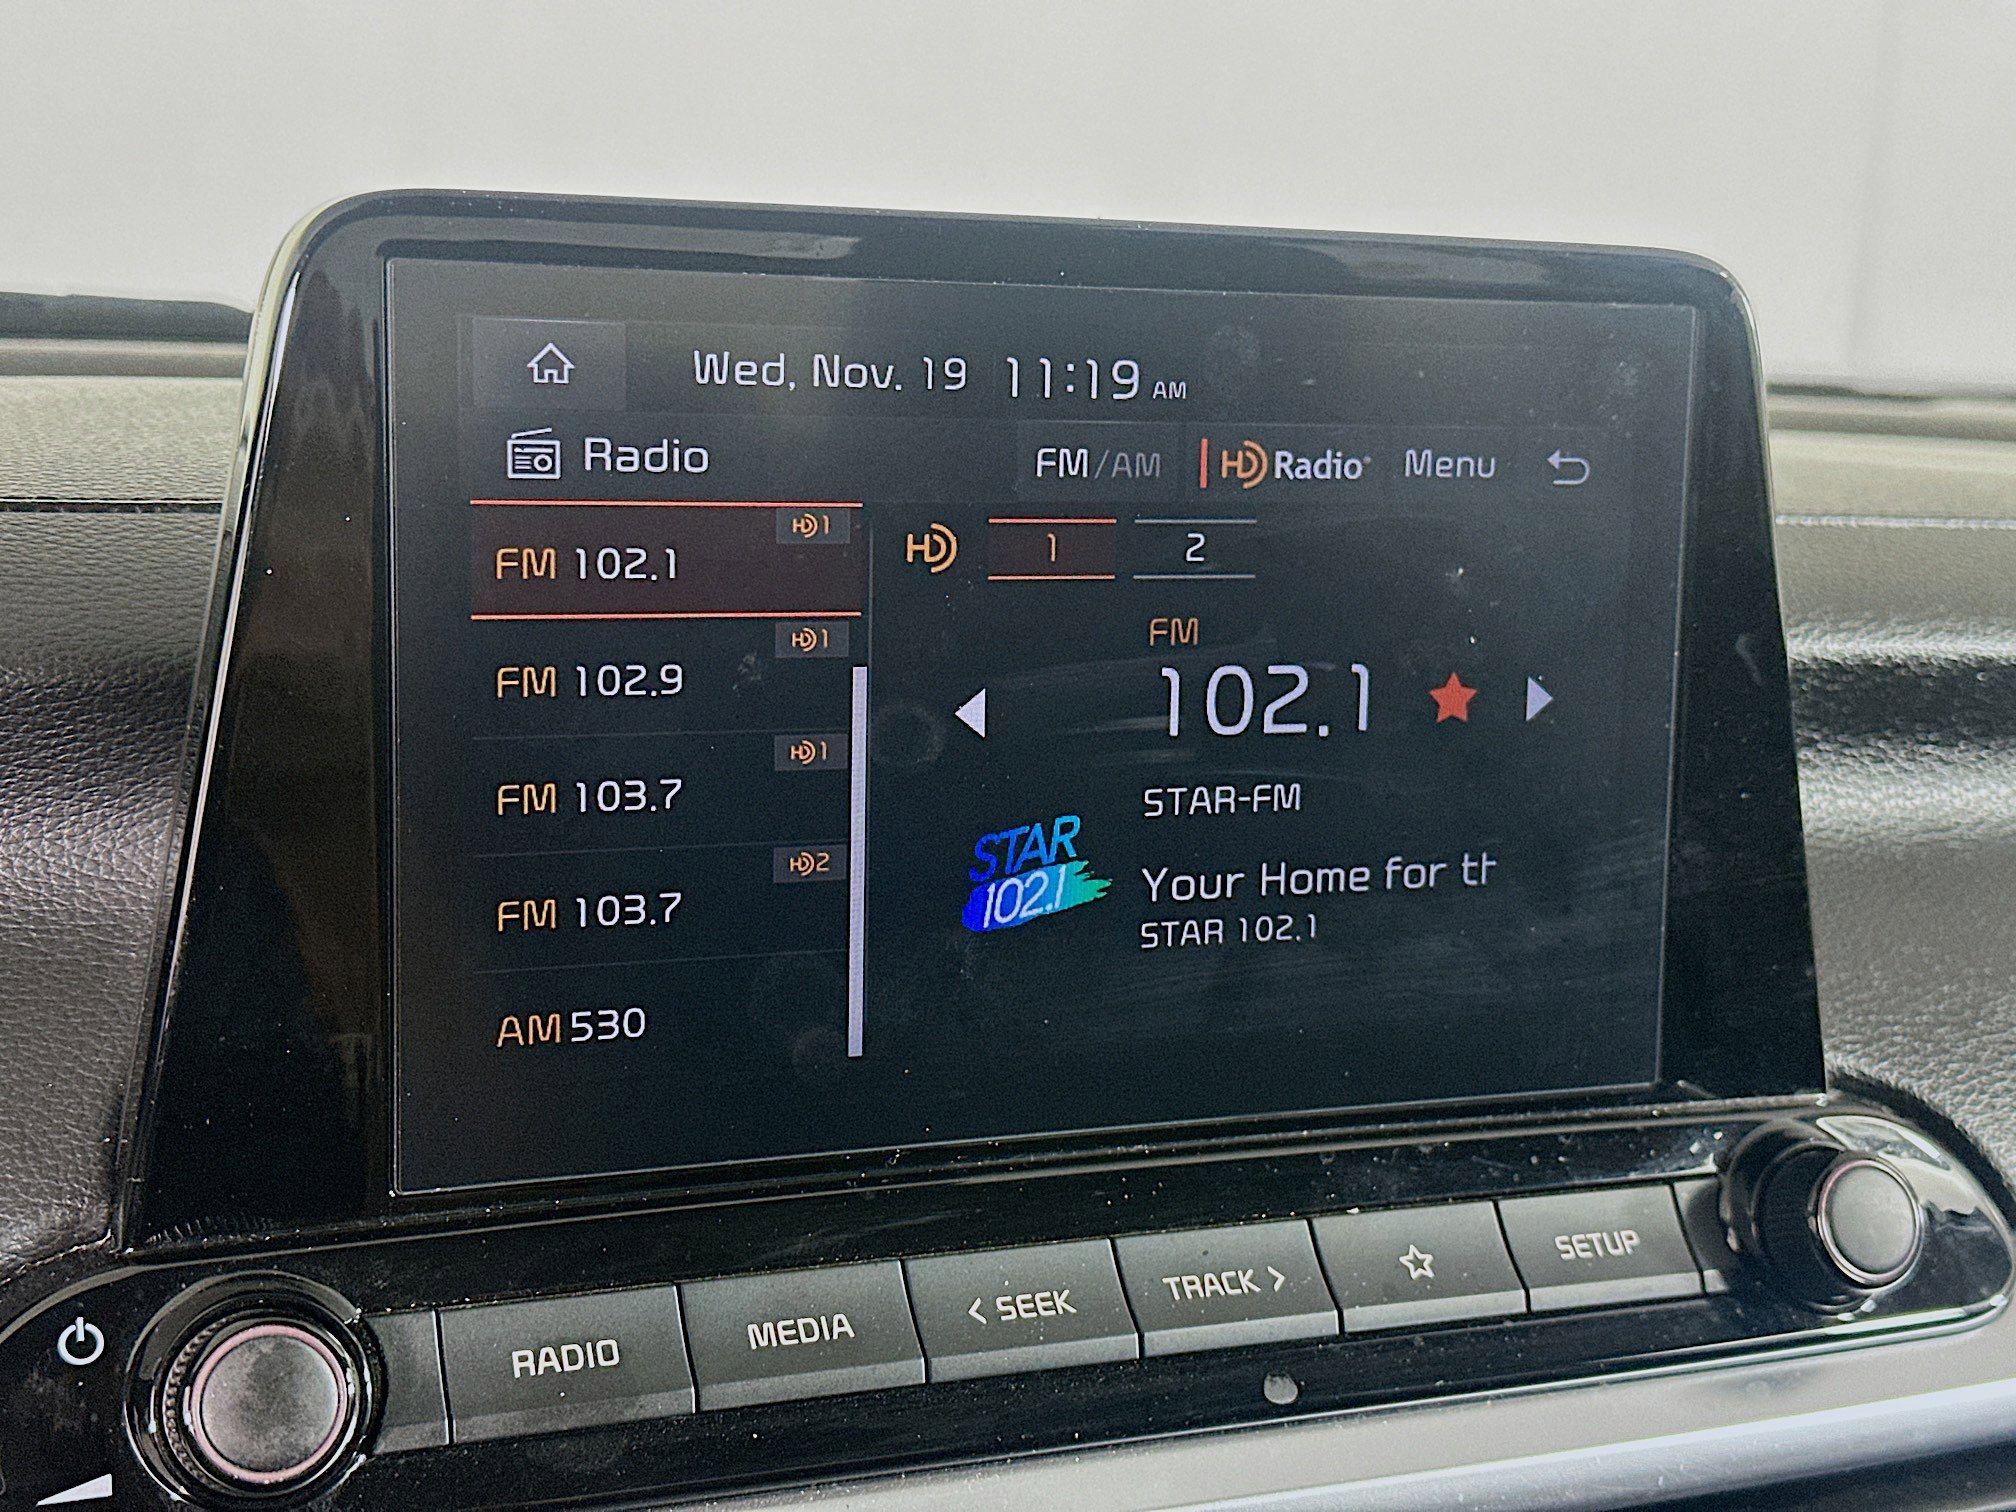 Wed, Nov. 19 11:19 AM
Radio FM/AM HD Radio Menu
HD1
FM 102.1
HD1
FM 102.9
HD1
FM 103.7
HD2
FM 103.7
AM 530
HD 1 2
FM
102.1
STAR-FM
STAR
102.1
Your Home for th
STAR 102.1
RADIO MEDIA < SEEK TRACK > SETUP